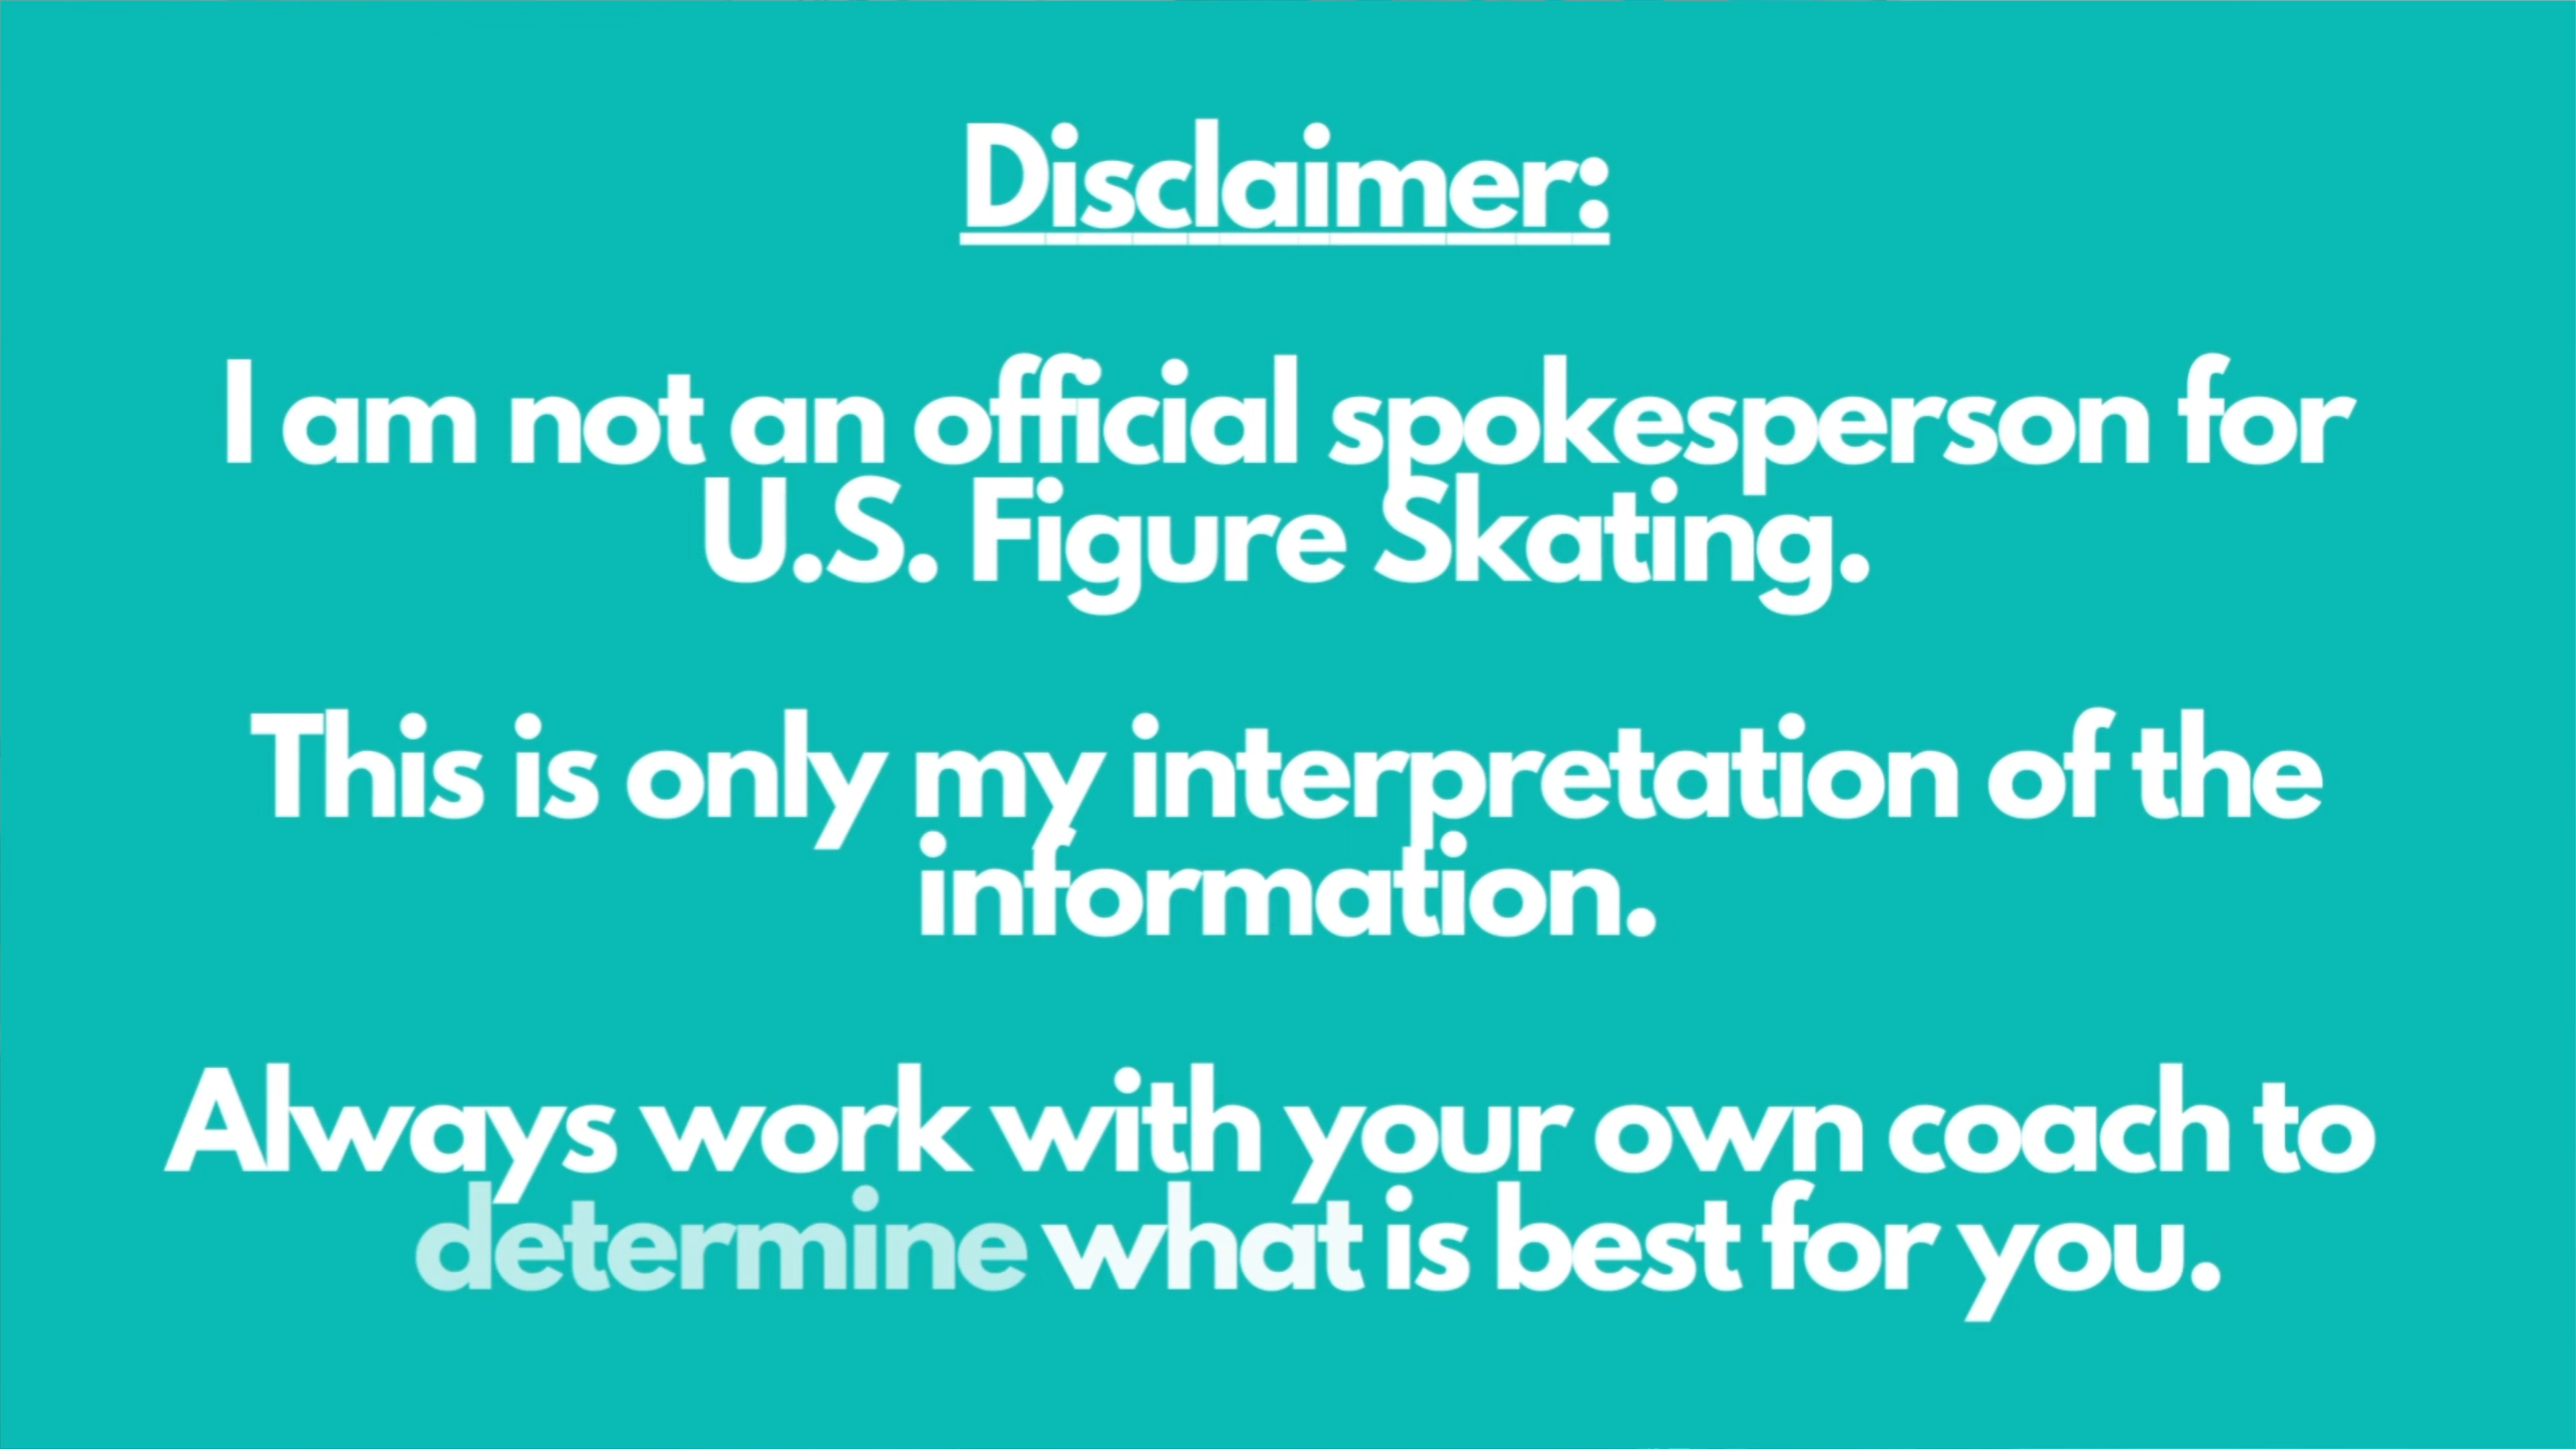 Disclaimer:
I am not an official spokesperson for
U.S. Figure Skating.
This is only my interpretation of the
information.
Always work with your own coach to
determine what is best for you.